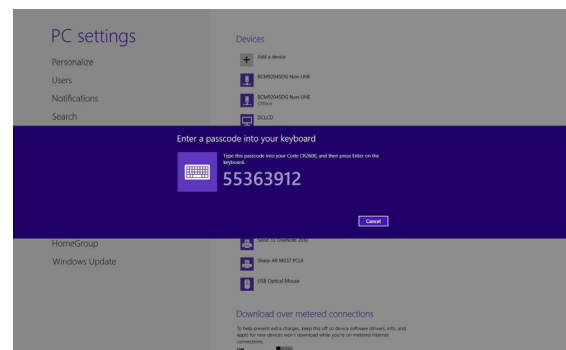 PC settings
Personalize
Users
Notifications
Search
HomeGroup
Windows Update
Devices
Add a device
BCM92045DG Non-UHE
BCM92045DG Non-UHE
Offline
DCLCD
Enter a passcode into your keyboard
Type this passcode into your Code CR2600, and then press Enter on the
keyboard.
55363912
Cancel
Send To OneNote 2010
Sharp AR M237 PCL6
USB Optical Mouse
Download over metered connections
To help prevent extra charges, keep this off so device software (drivers, info, and
apps) for new devices won't download while you're on metered Internet
connections.
Off